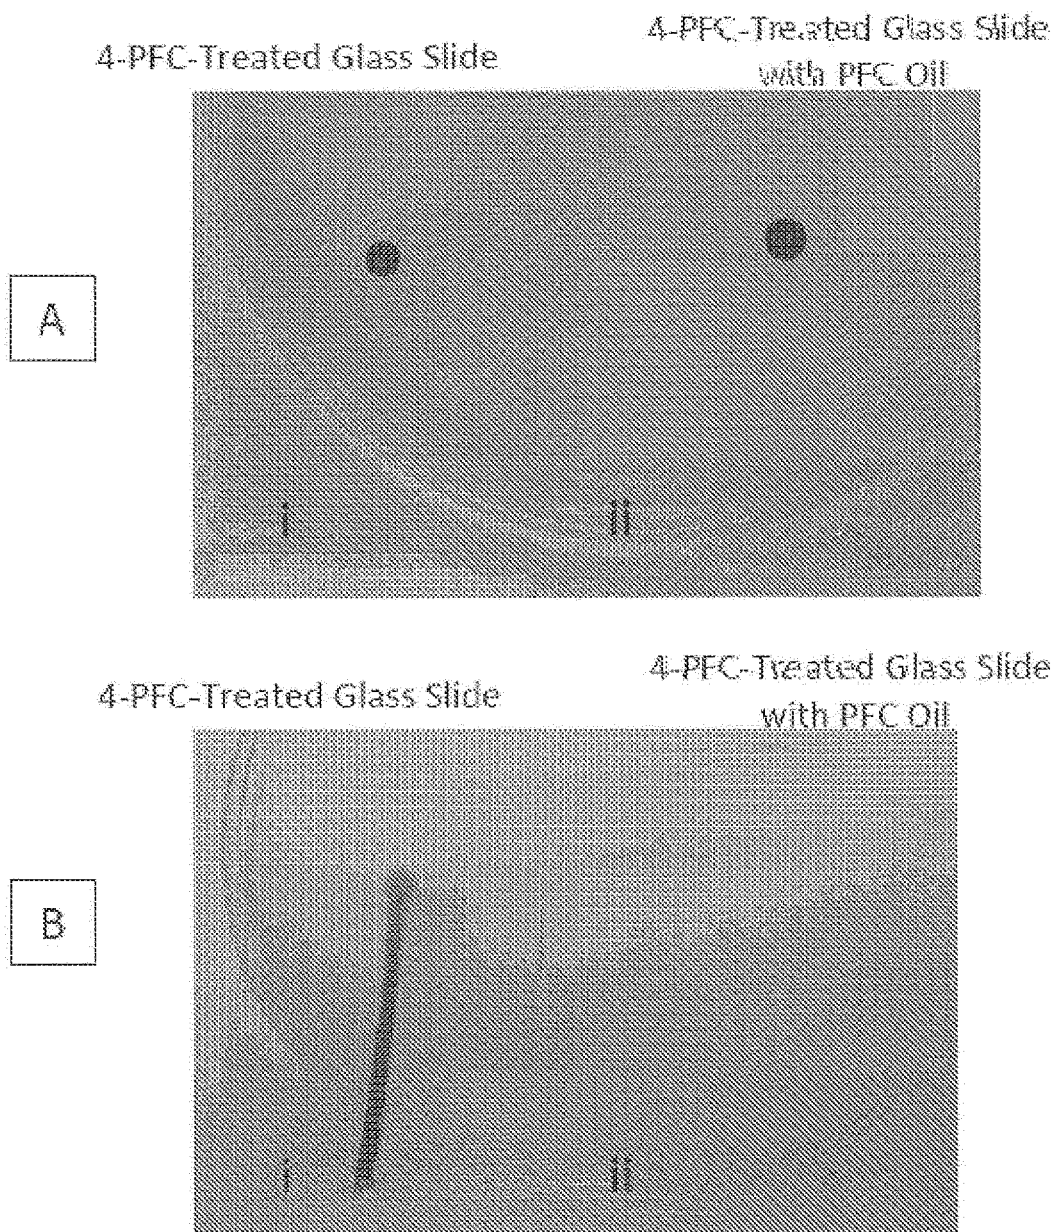 4-PFC-Treated Glass Slide
4-PFC-Treated Glass Slide
with PFC Oil
A
i
ii
4-PFC-Treated Glass Slide
4-PFC-Treated Glass Slide
with PFC Oil
B
i
ii